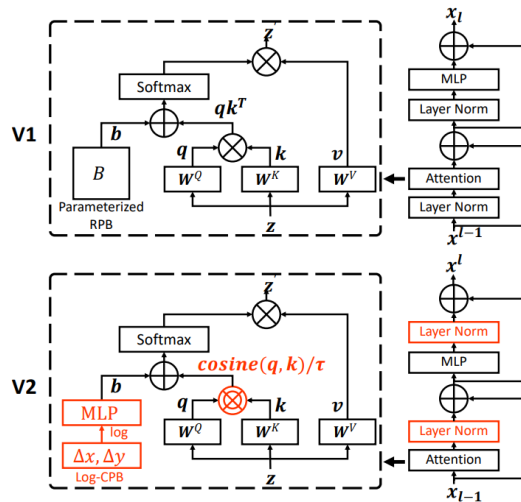 z'
Softmax
qk^T
V1
b
q
k
v
B
W^Q
W^K
W^V
Parameterized
RPB
z
x_l
MLP
Layer Norm
Attention
Layer Norm
x^{l-1}
z'
Softmax
cosine(q, k)/τ
V2
b
MLP
q
k
v
log
Δx, Δy
W^Q
W^K
W^V
Log-CPB
z
x^l
Layer Norm
MLP
Layer Norm
Attention
x_{l-1}